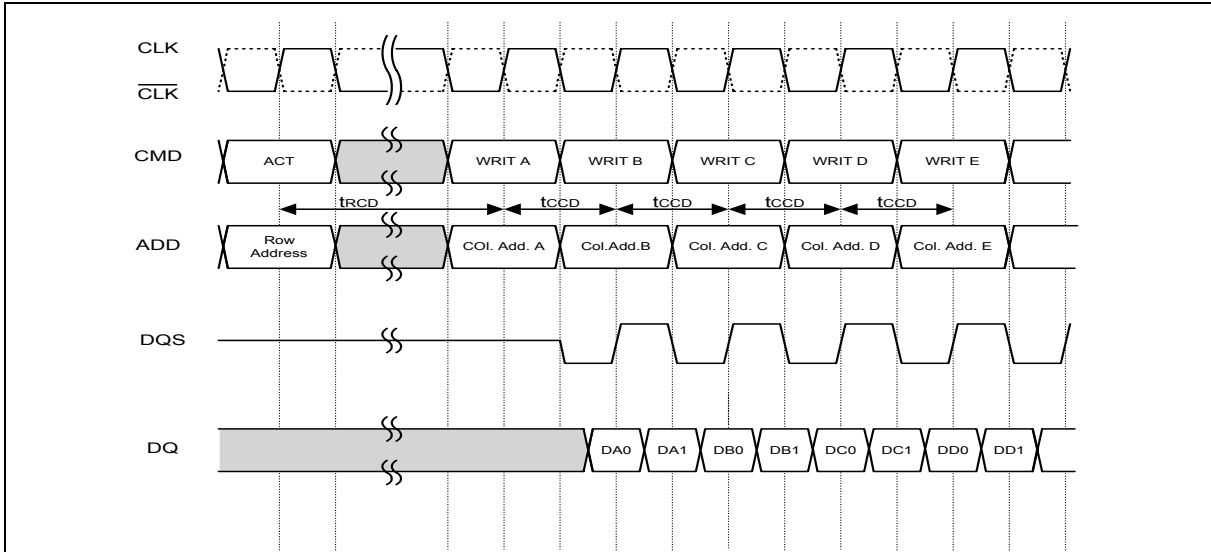 CLK
CLK
CMD
ACT
WRIT A
WRIT B
WRIT C
WRIT D
WRIT E
tRCD
tCCD
tCCD
tCCD
tCCD
ADD
Row
Address
COl. Add. A
Col.Add.B
Col. Add. C
Col. Add. D
Col. Add. E
DQS
DQ
DA0
DA1
DB0
DB1
DC0
DC1
DD0
DD1